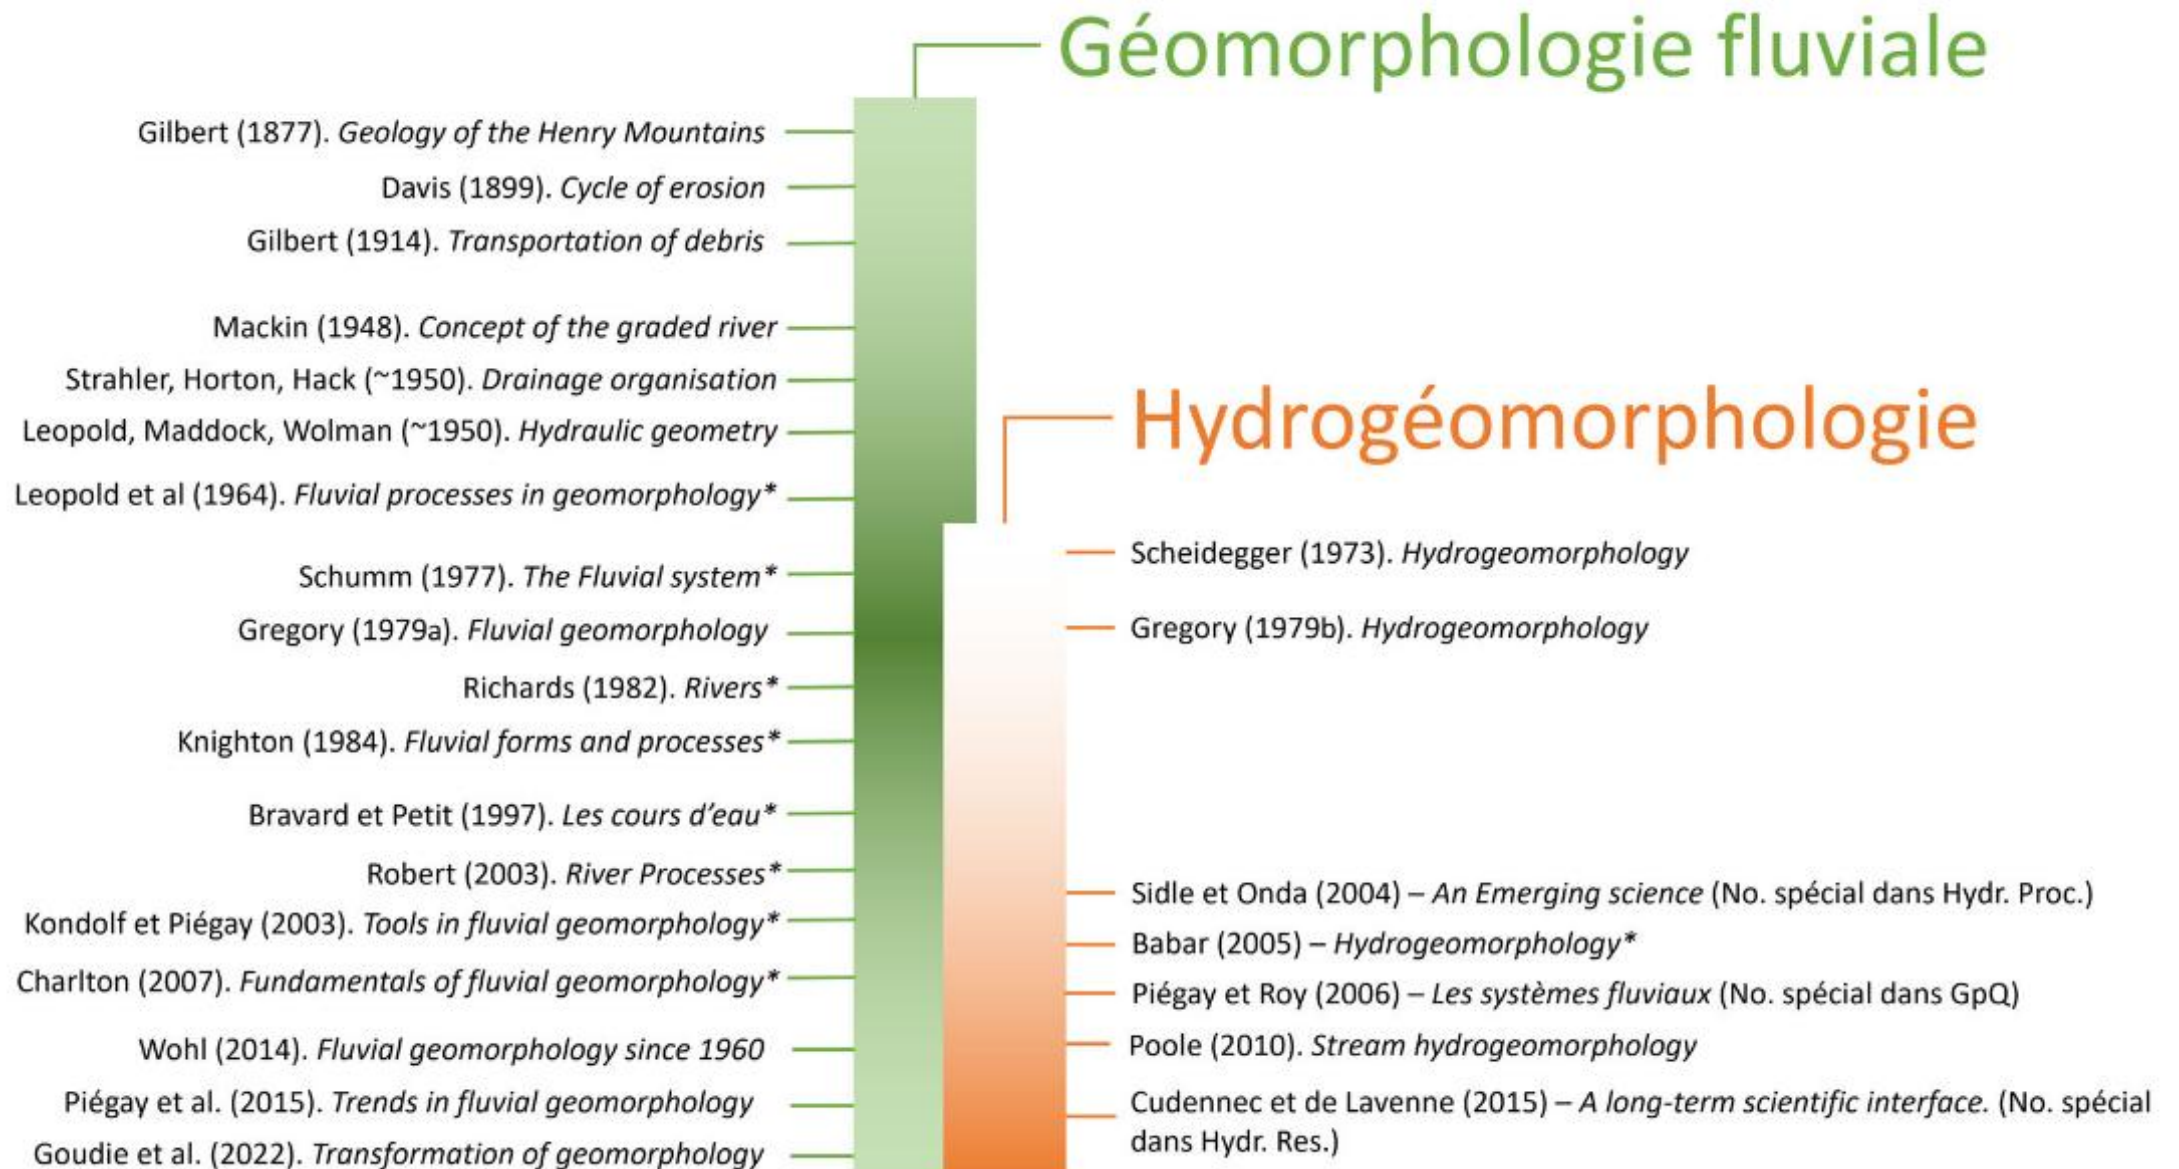 Géomorphologie fluviale
Gilbert (1877). Geology of the Henry Mountains
Davis (1899). Cycle of erosion
Gilbert (1914). Transportation of debris
Mackin (1948). Concept of the graded river
Strahler, Horton, Hack (~1950). Drainage organisation
Leopold, Maddock, Wolman (~1950). Hydraulic geometry
Leopold et al (1964). Fluvial processes in geomorphology*
Schumm (1977). The Fluvial system*
Gregory (1979a). Fluvial geomorphology
Richards (1982). Rivers*
Knighton (1984). Fluvial forms and processes*
Bravard et Petit (1997). Les cours d'eau*
Robert (2003). River Processes*
Kondolf et Piégay (2003). Tools in fluvial geomorphology*
Charlton (2007). Fundamentals of fluvial geomorphology*
Wohl (2014). Fluvial geomorphology since 1960
Piégay et al. (2015). Trends in fluvial geomorphology
Goudie et al. (2022). Transformation of geomorphology
Hydrogéomorphologie
Scheidegger (1973). Hydrogeomorphology
Gregory (1979b). Hydrogeomorphology
Sidle et Onda (2004) – An Emerging science (No. spécial dans Hydr. Proc.)
Babar (2005) – Hydrogeomorphology*
Piégay et Roy (2006) – Les systèmes fluviaux (No. spécial dans GpQ)
Poole (2010). Stream hydrogeomorphology
Cudennec et de Lavenne (2015) – A long-term scientific interface. (No. spécial
dans Hydr. Res.)